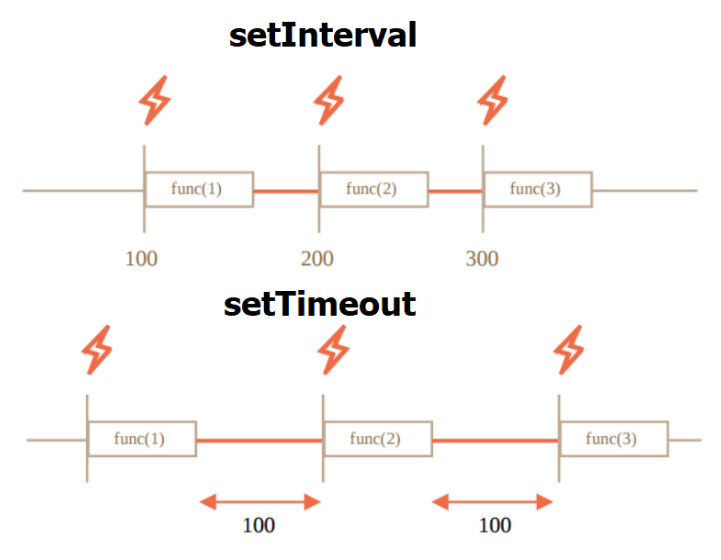 setInterval
func(1) func(2) func(3)
100 200 300
setTimeout
func(1) func(2) func(3)
100 100